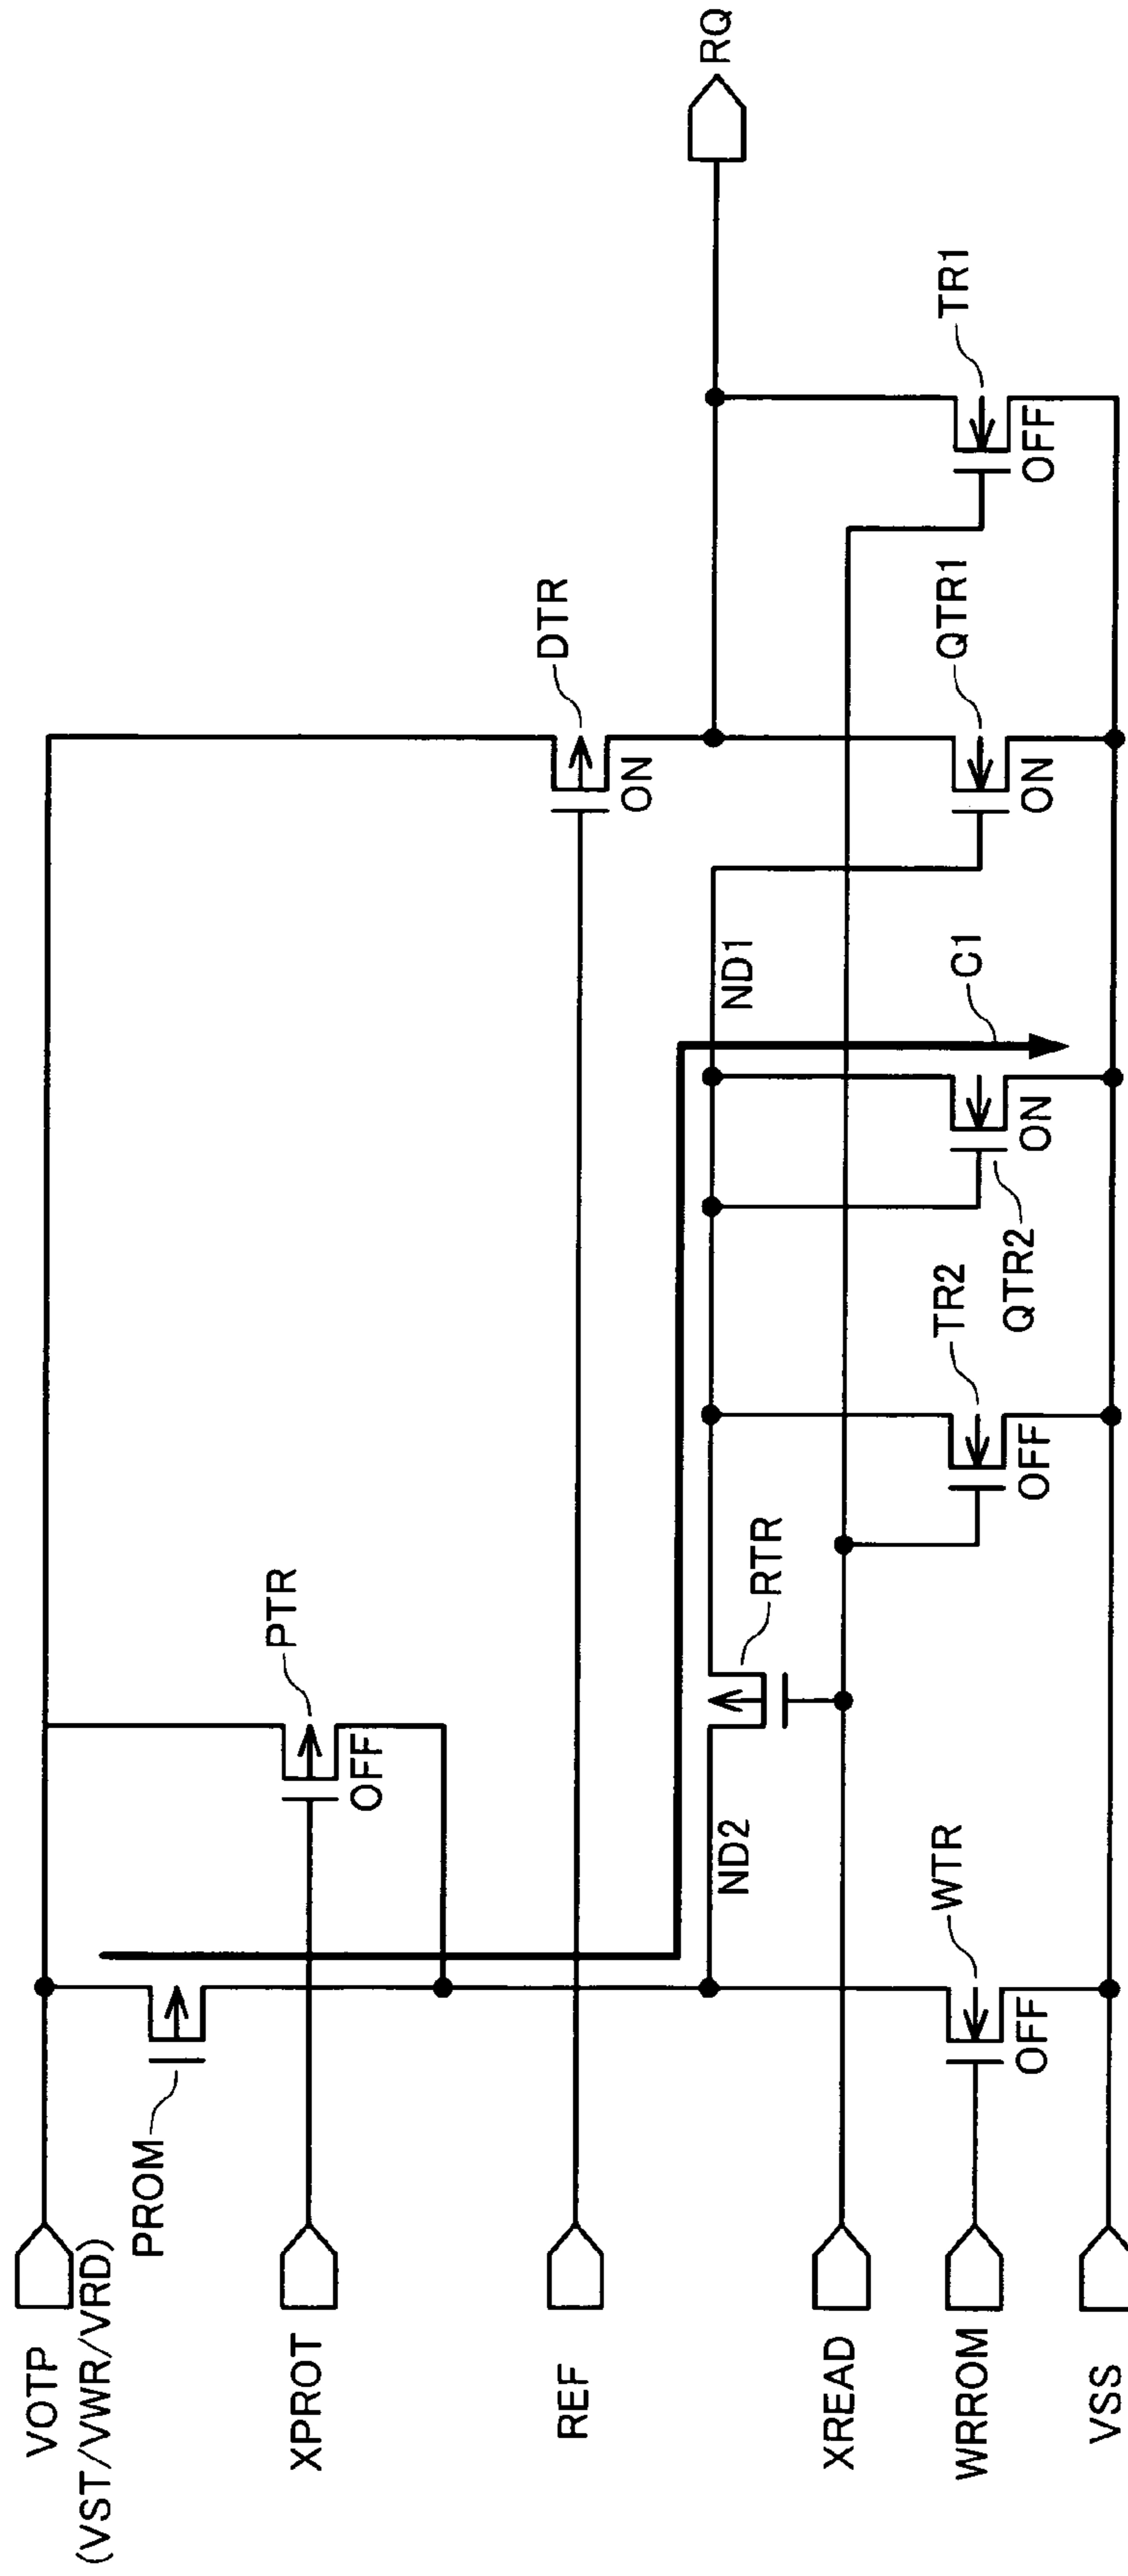 VOTP
(VST/VWR/VRD)
PROM
XPROT
PTR
OFF
REF
DTR
ON
RQ
ND2
RTR
ND1
XREAD
WRROM
WTR
OFF
TR2
OFF
QTR2
ON
C1
QTR1
ON
TR1
OFF
VSS